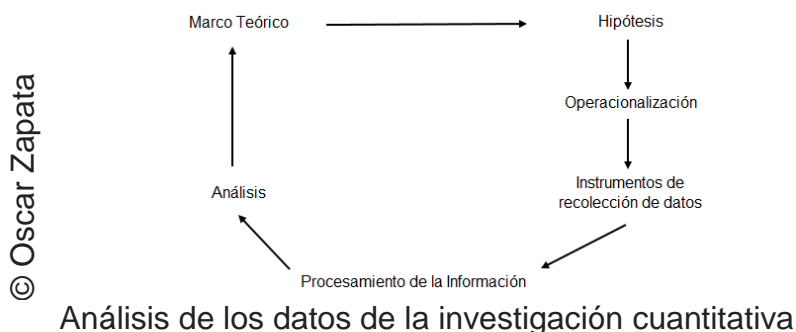 Marco Teórico
Hipótesis
Operacionalización
Instrumentos de
recolección de datos
Procesamiento de la Información
Análisis
© Oscar Zapata
Análisis de los datos de la investigación cuantitativa